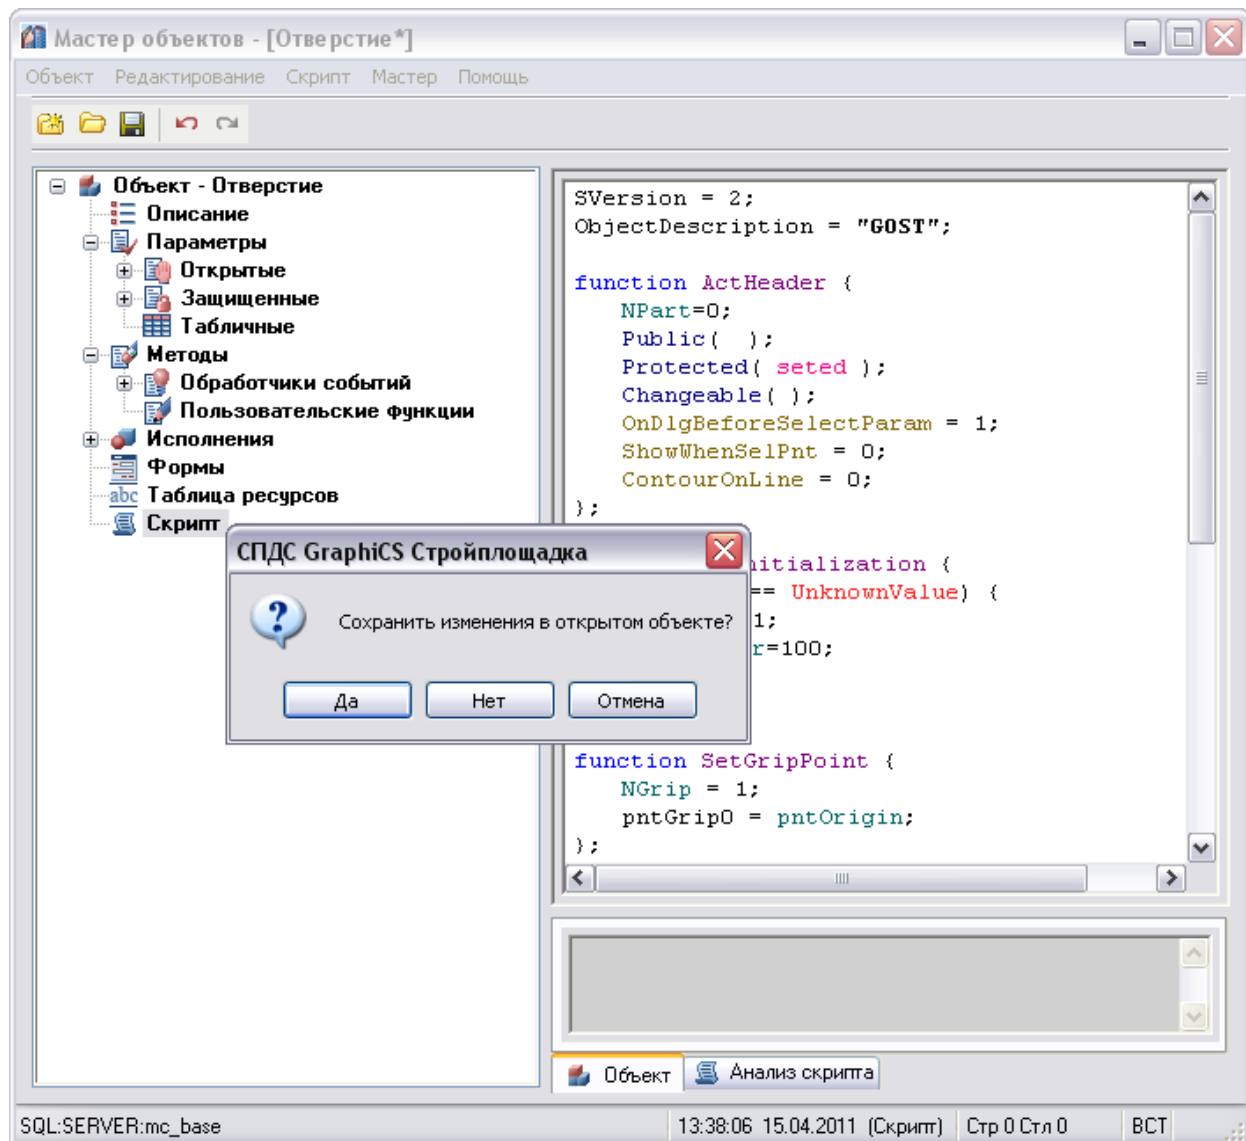 Мастер объектов - [Отверстие*]
Объект Редактирование Скрипт Мастер Помощь
Объект - Отверстие
Описание
Параметры
Открытые
Защищенные
Табличные
Методы
Обработчики событий
Пользовательские функции
Исполнения
Формы
abc Таблица ресурсов
Скрипт
SVersion = 2;
ObjectDescription = "GOST";
function ActHeader {
NPart=0;
Public( );
Protected( seted );
Changeable( );
OnDlgBeforeSelectParam = 1;
ShowWhenSelPnt = 0;
ContourOnLine = 0;
};
nitialization {
== UnknownValue) {
1;
r=100;
function SetGripPoint {
NGrip = 1;
pntGrip0 = pntOrigin;
};
СПДС GraphiCS Стройплощадка
Сохранить изменения в открытом объекте?
Да Нет Отмена
Объект Анализ скрипта
SQL:SERVER:mc_base 13:38:06 15.04.2011 (Скрипт) Стр 0 Стл 0 ВСТ